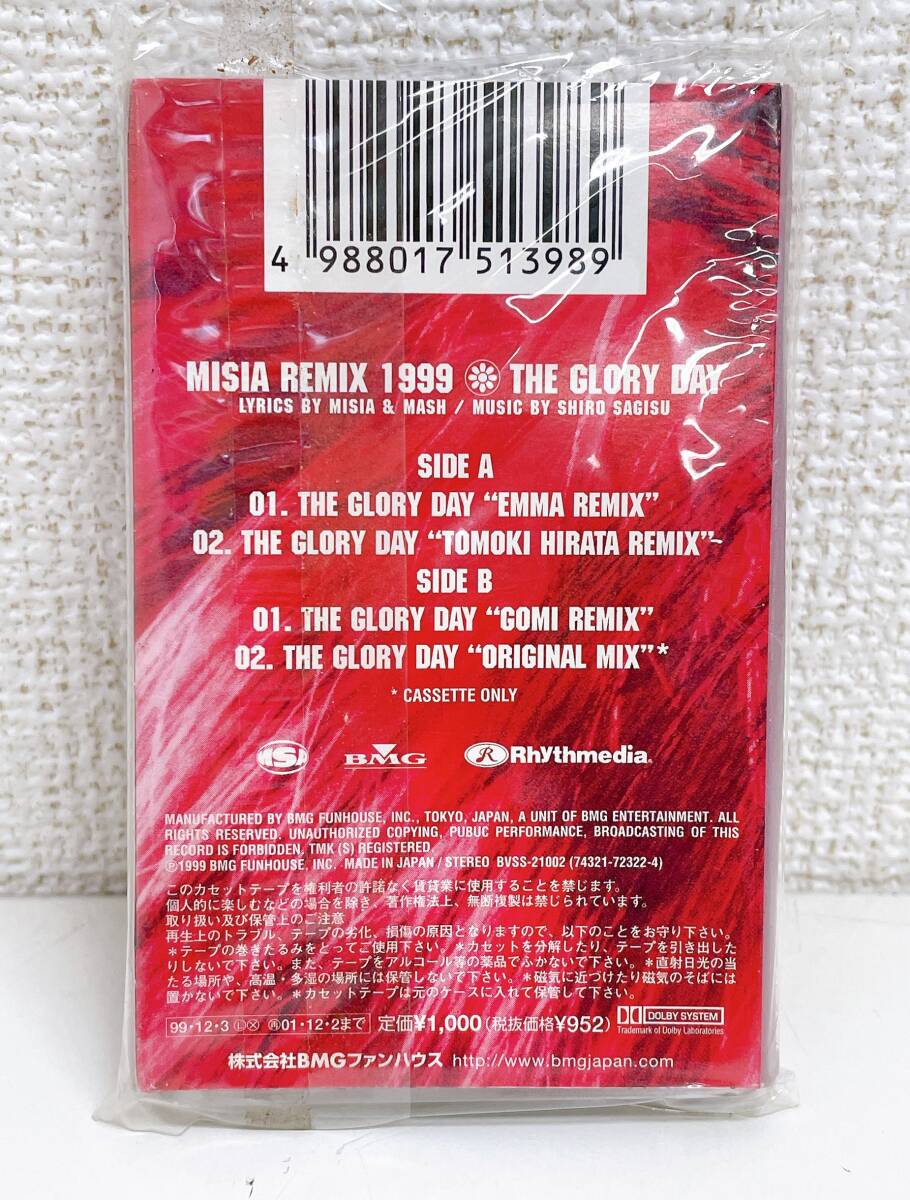 4 988017 513989
MISIA REMIX 1999 THE GLORY DAY
LYRICS BY MISIA & MASH / MUSIC BY SHIRO SAGISU
SIDE A
01. THE GLORY DAY "EMMA REMIX"
02. THE GLORY DAY "TOMOKI HIRATA REMIX"
SIDE B
01. THE GLORY DAY "GOMI REMIX"
02. THE GLORY DAY "ORIGINAL MIX"*
* CASSETTE ONLY
BMG R Rhythmedia
MANUFACTURED BY BMG FUNHOUSE, INC., TOKYO, JAPAN, A UNIT OF BMG ENTERTAINMENT. ALL
RIGHTS RESERVED. UNAUTHORIZED COPYING, PUBUC PERFORMANCE, BROADCASTING OF THIS
RECORD IS FORBIDDEN. TMK (S) REGISTERED.
Ⓟ1999 BMG FUNHOUSE, INC. MADE IN JAPAN / STEREO BVSS-21002 (74321-72322-4)
このカセットテープを権利者の許諾なく賃貸業に使用することを禁じます。
個人的に楽しむなどの場合を除き、著作権法上、無断複製は禁じられています。
取り扱い及び保管上のご注意
再生上のトラブル、テープの劣化、損傷の原因となりますので、以下のことをお守り下さい。
＊テープの巻きたるみをとってご使用下さい。＊カセットを分解したり、テープを引き出した
りしないで下さい。また、テープをアルコール等の薬品でふかないで下さい。＊直射日光の当
たる場所や、高温・多湿の場所には保管しないで下さい。＊磁気に近づけたり磁気のそばには
置かないで下さい。＊カセットテープは元のケースに入れて保管して下さい。
99・12・3 Ⓛ Ⓧ 再01・12・2まで 定価¥1,000(税抜価格¥952) DOLBY SYSTEM
Trademark of Dolby Laboratories
株式会社BMGファンハウス http://www.bmgjapan.com